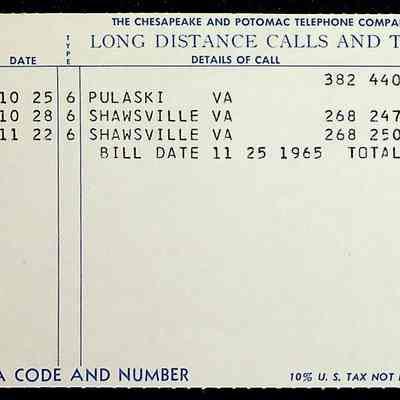 THE CHESAPEAKE AND POTOMAC TELEPHONE COMPA
LONG DISTANCE CALLS AND T
DATE TYPE DETAILS OF CALL
382 440
10 25 6 PULASKI VA
10 28 6 SHAWSVILLE VA 268 247
11 22 6 SHAWSVILLE VA 268 250
BILL DATE 11 25 1965 TOTAL
A CODE AND NUMBER 10% U. S. TAX NOT